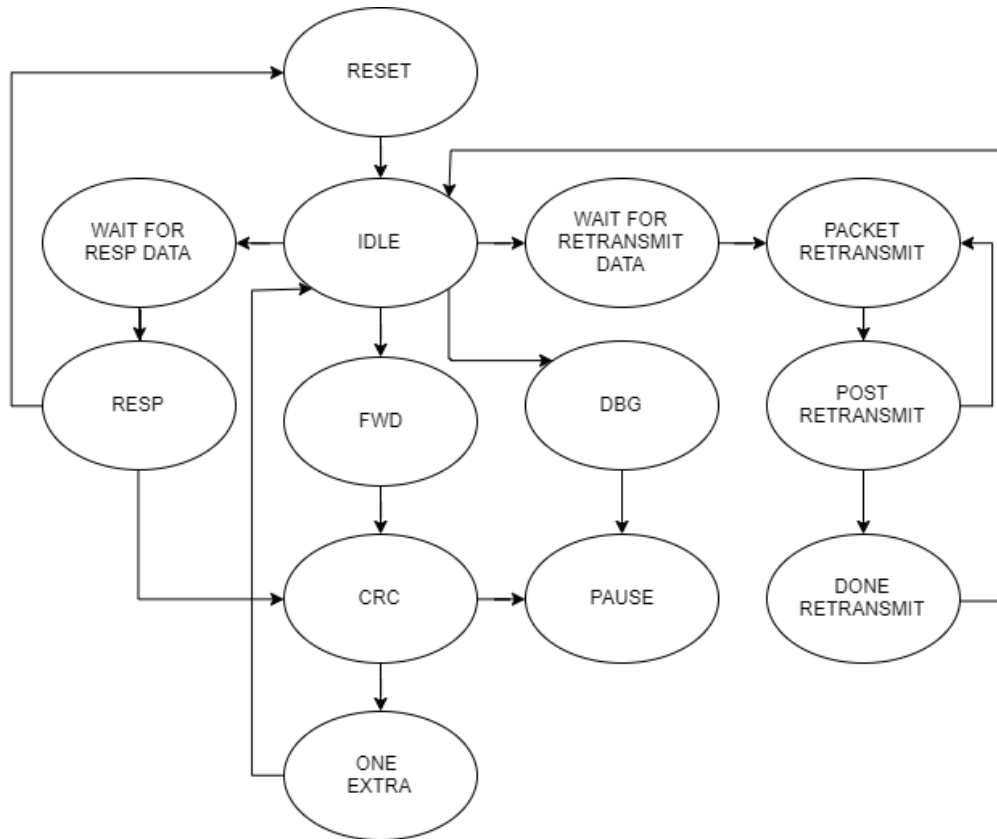 RESET
WAIT FOR
RESP DATA
IDLE
WAIT FOR
RETRANSMIT
DATA
PACKET
RETRANSMIT
RESP
FWD
DBG
POST
RETRANSMIT
CRC
PAUSE
DONE
RETRANSMIT
ONE
EXTRA